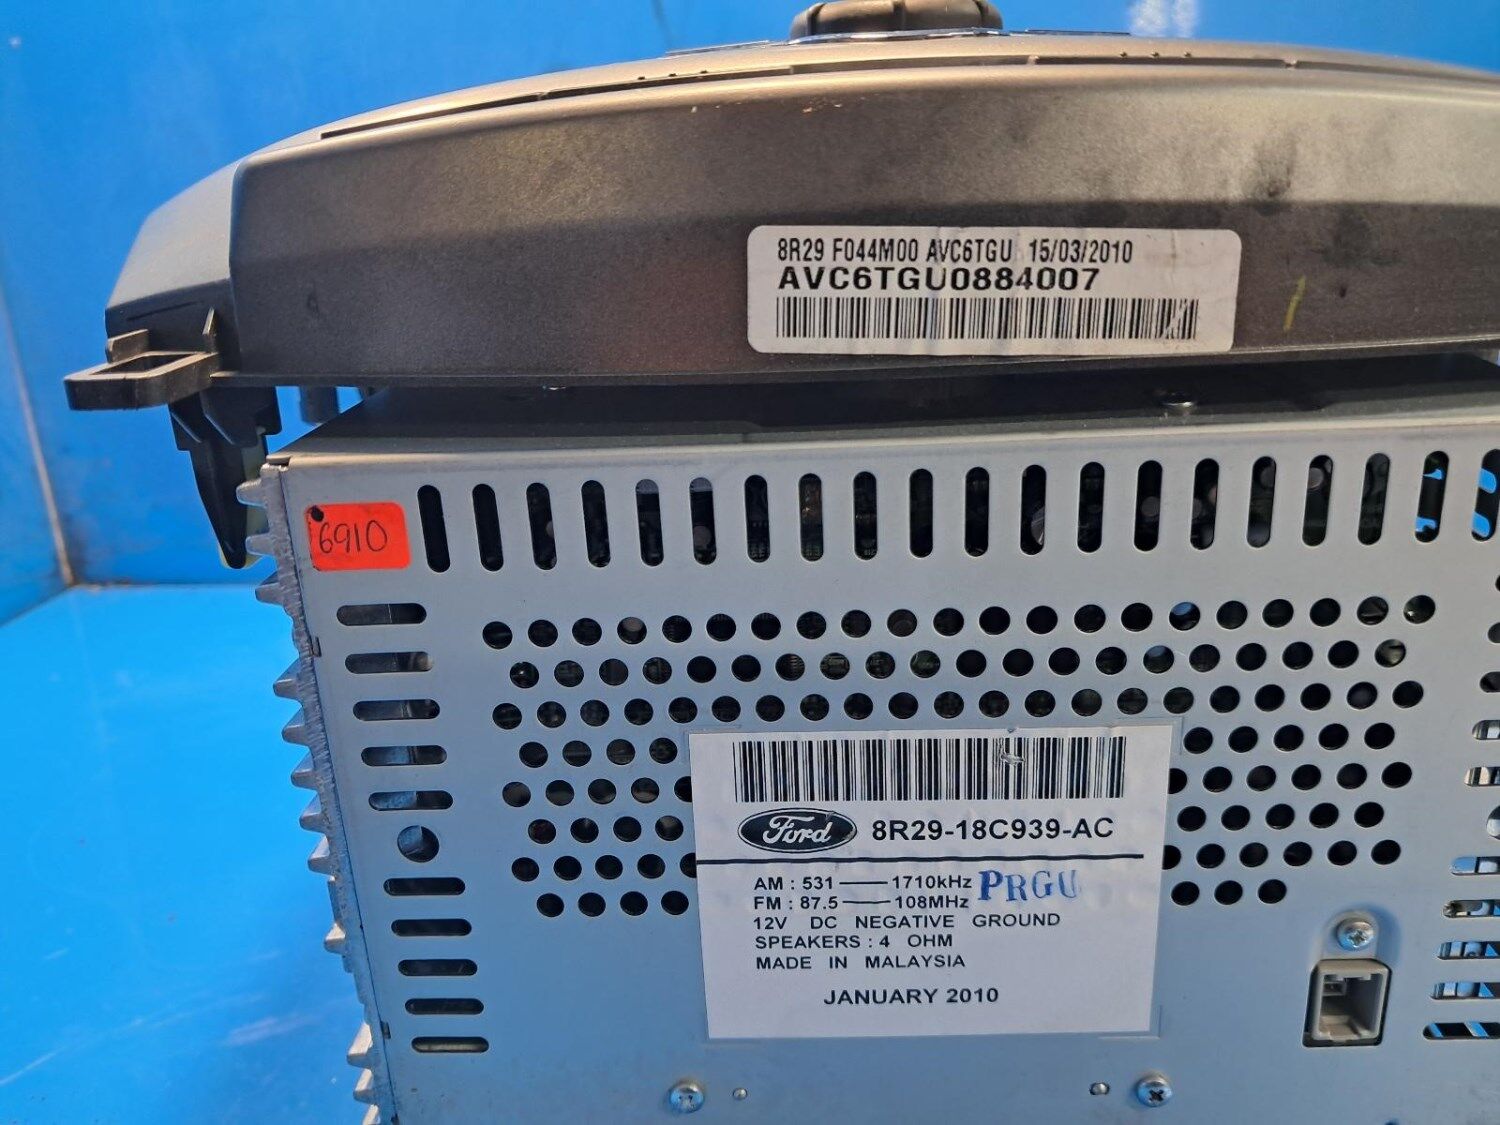 8R29 F044M00 AVC6TGU 15/03/2010
AVC6TGU0884007
6910
Ford 8R29-18C939-AC
AM : 531 —— 1710kHz PRGU
FM : 87.5 —— 108MHz
12V DC NEGATIVE GROUND
SPEAKERS : 4 OHM
MADE IN MALAYSIA
JANUARY 2010